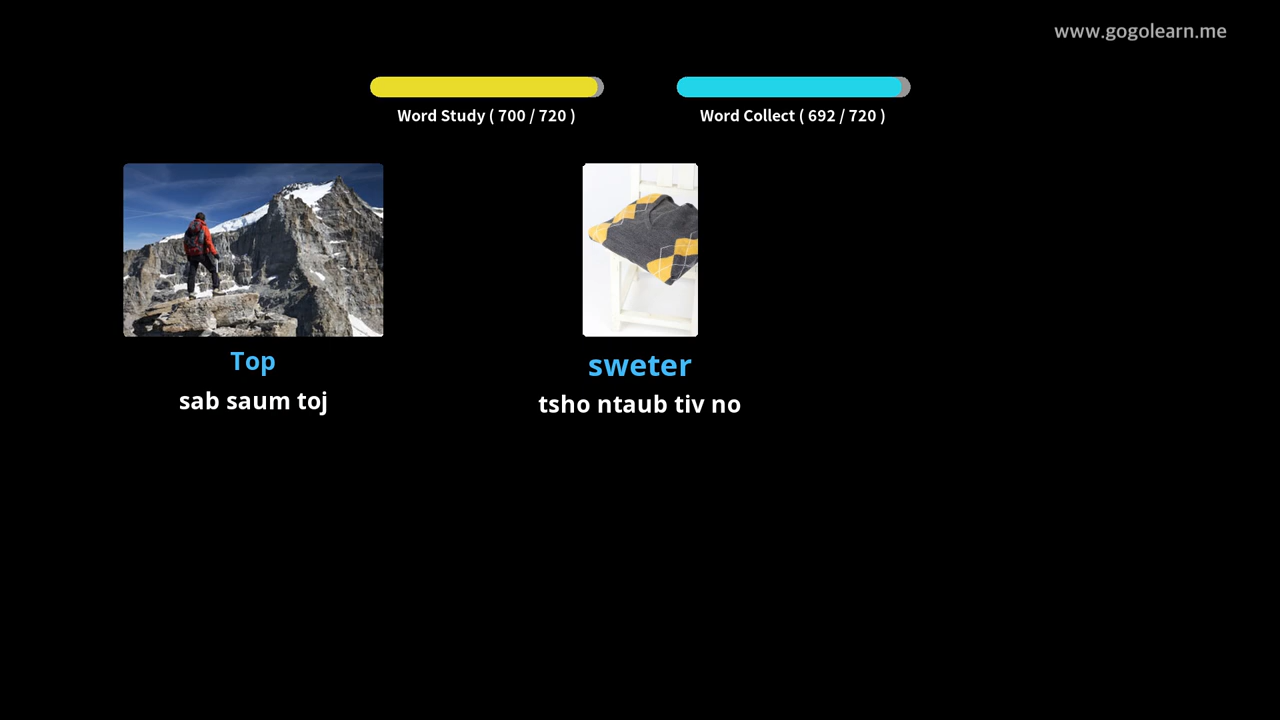 www.gogolearn.me
Word Study ( 700 / 720 )
Word Collect ( 692 / 720 )
Top
sab saum toj
sweter
tsho ntaub tiv no